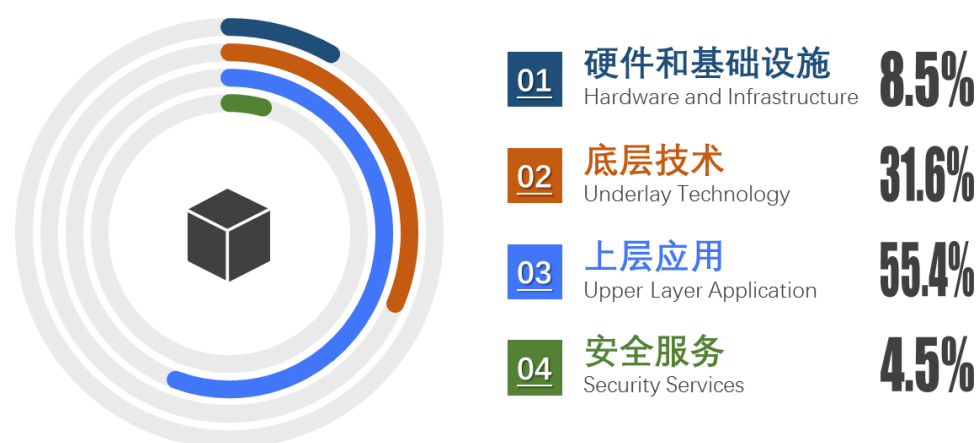 01
硬件和基础设施
Hardware and Infrastructure
8.5%
02
底层技术
Underlay Technology
31.6%
03
上层应用
Upper Layer Application
55.4%
04
安全服务
Security Services
4.5%